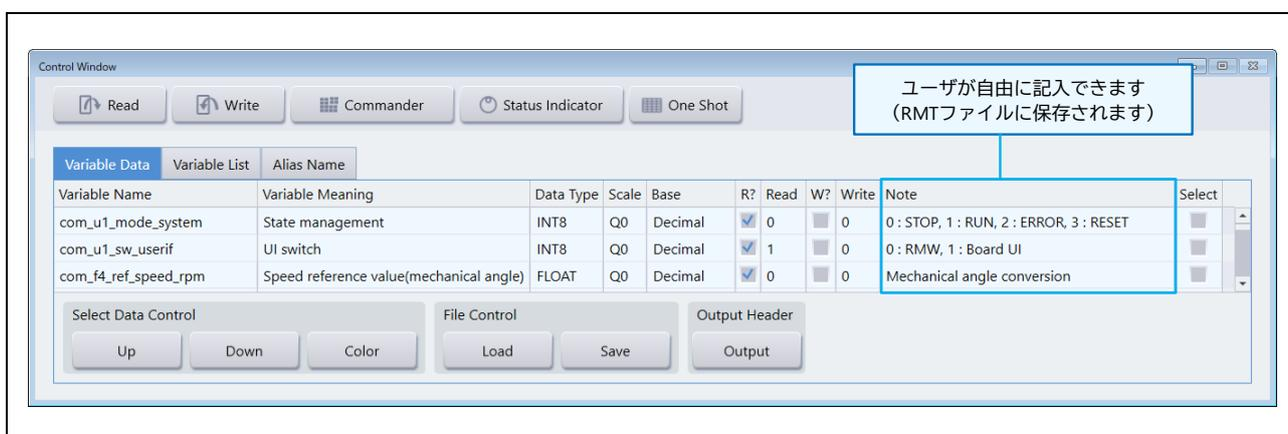 Control Window
ユーザが自由に記入できます
（RMTファイルに保存されます）
Read Write Commander Status Indicator One Shot
Variable Data Variable List Alias Name
Variable Name Variable Meaning Data Type Scale Base R? Read W? Write Note Select
com_u1_mode_system State management INT8 Q0 Decimal 0 0 0 : STOP, 1 : RUN, 2 : ERROR, 3 : RESET
com_u1_sw_userif UI switch INT8 Q0 Decimal 1 0 0 : RMW, 1 : Board UI
com_f4_ref_speed_rpm Speed reference value(mechanical angle) FLOAT Q0 Decimal 0 0 Mechanical angle conversion
Select Data Control File Control Output Header
Up Down Color Load Save Output